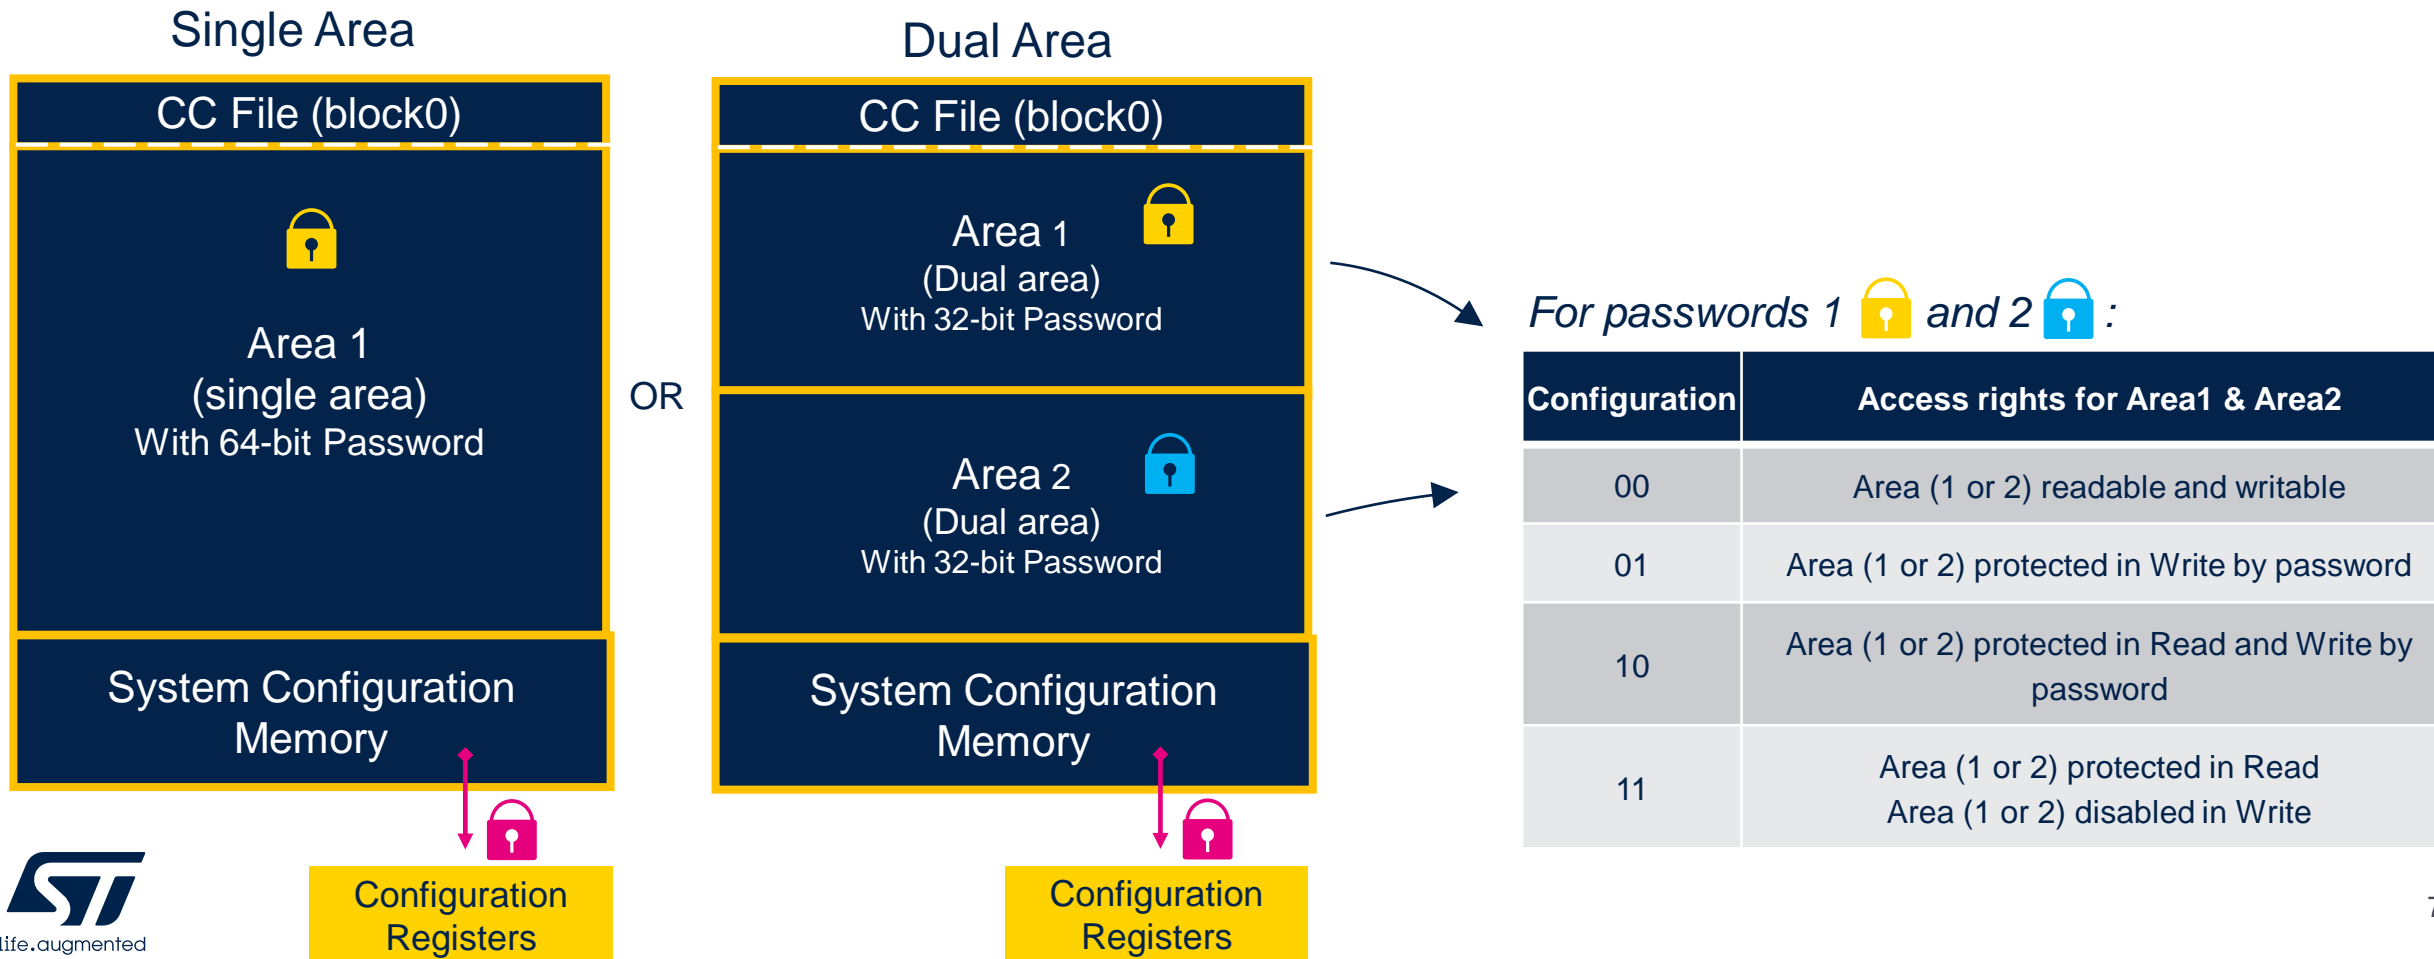 Single Area
CC File (block0)
Area 1
(single area)
With 64-bit Password
System Configuration
Memory
Configuration
Registers
OR
Dual Area
CC File (block0)
Area 1
(Dual area)
With 32-bit Password
Area 2
(Dual area)
With 32-bit Password
System Configuration
Memory
Configuration
Registers
For passwords 1 and 2 :
Configuration Access rights for Area1 & Area2
00 Area (1 or 2) readable and writable
01 Area (1 or 2) protected in Write by password
10 Area (1 or 2) protected in Read and Write by
password
11 Area (1 or 2) protected in Read
Area (1 or 2) disabled in Write
ST
life.augmented